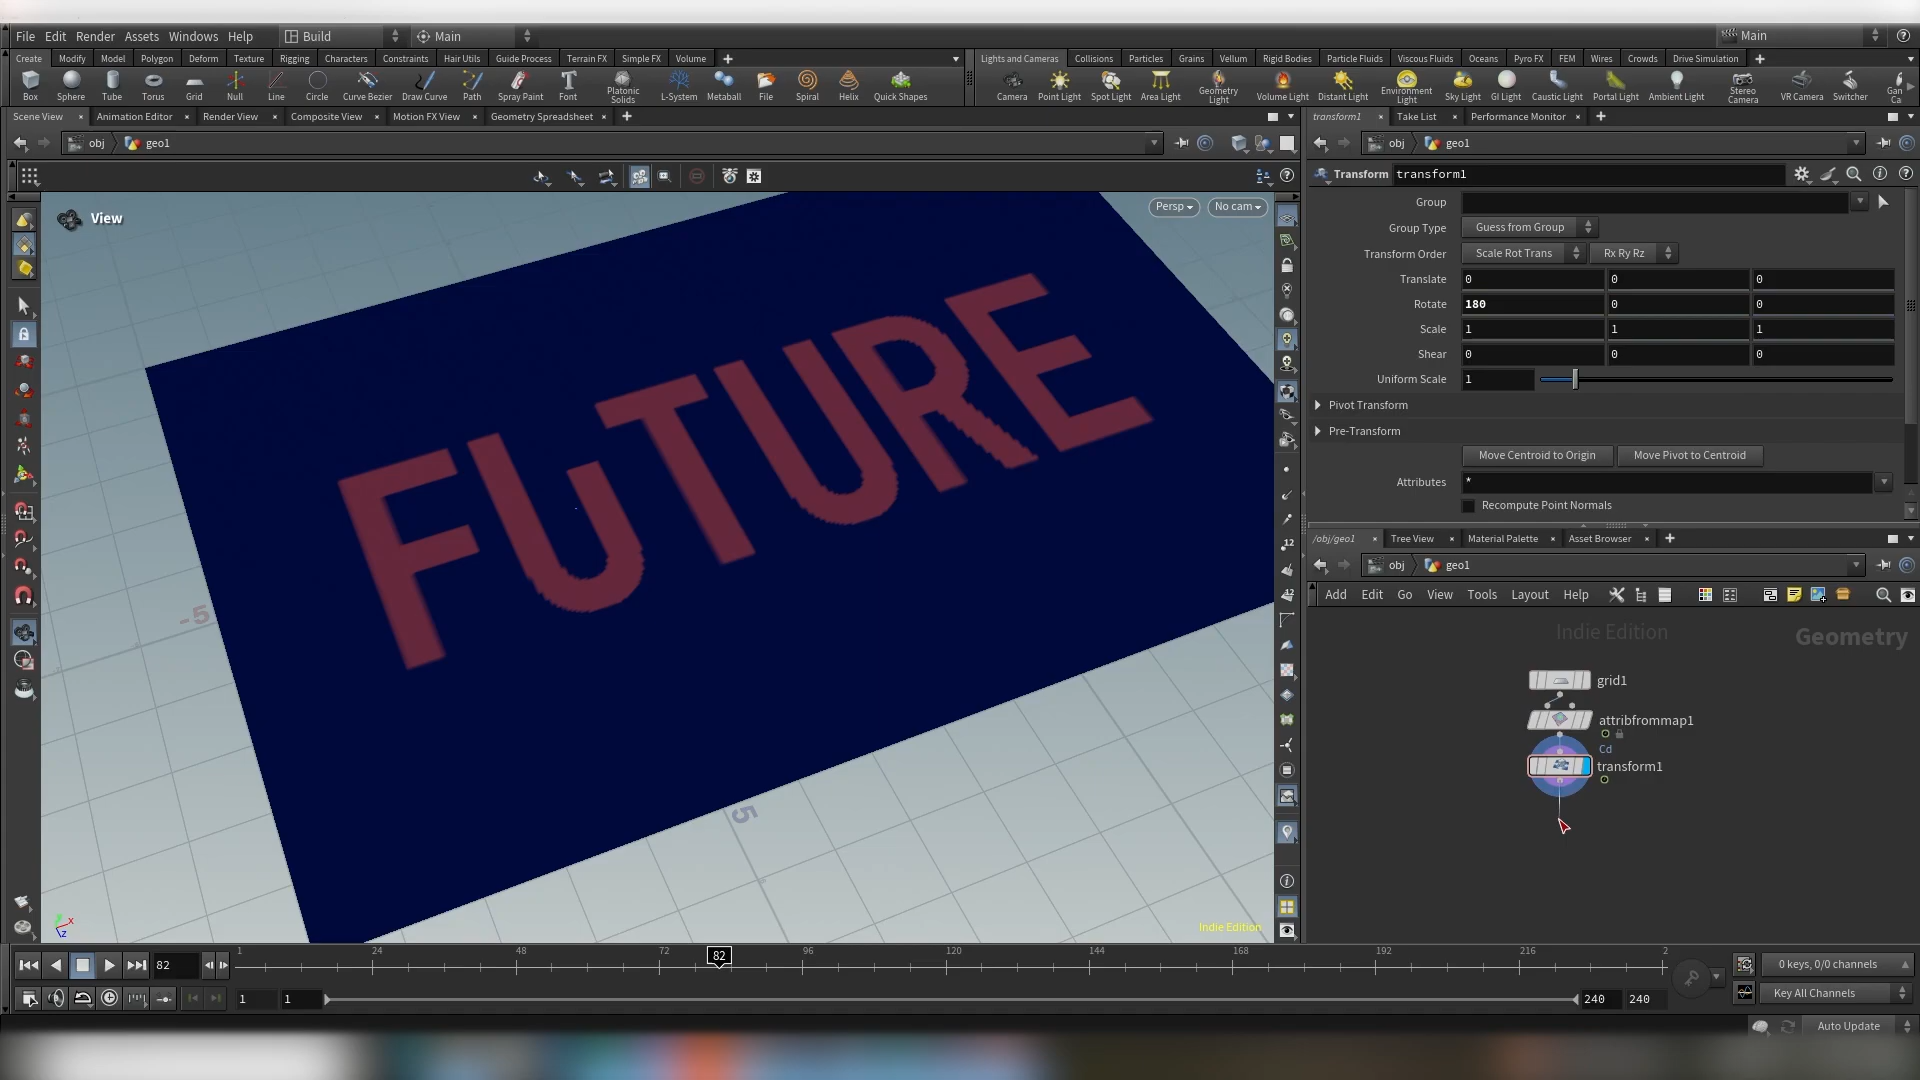 File Edit Render Assets Windows Help Build Main Main
Create Modify Model Polygon Deform Texture Rigging Characters Constraints Hair Utils Guide Process Terrain FX Simple FX Volume
Lights and Cameras Collisions Particles Grains Vellum Rigid Bodies Particle Fluids Viscous Fluids Oceans Pyro FX FEM Wires Crowds Drive Simulation
Box Sphere Tube Torus Grid Null Line Circle Curve Bezier Draw Curve Path Spray Paint Font Platonic Solids L-System Metaball File Spiral Helix Quick Shapes
Camera Point Light Spot Light Area Light Geometry Light Volume Light Distant Light Environment Light Sky Light GI Light Caustic Light Portal Light Ambient Light Stereo Camera VR Camera Switcher Gan Ca
Scene View Animation Editor Render View Composite View Motion FX View Geometry Spreadsheet
transform1 Take List Performance Monitor
obj geo1
obj geo1
Transform transform1
View
Persp No cam
Group
Group Type Guess from Group
Transform Order Scale Rot Trans Rx Ry Rz
Translate 0 0 0
Rotate 180 0 0
Scale 1 1 1
Shear 0 0 0
Uniform Scale 1
Pivot Transform
Pre-Transform
Move Centroid to Origin Move Pivot to Centroid
Attributes *
Recompute Point Normals
FUTURE
-5
5
x
z
Indie Edition
/obj/geo1 Tree View Material Palette Asset Browser
obj geo1
Add Edit Go View Tools Layout Help
Indie Edition
Geometry
grid1
attribfrommap1
Cd
transform1
82 1 24 48 72 82 96 120 144 168 192 216 2
0 keys, 0/0 channels
1 1 240 240
Key All Channels
Auto Update